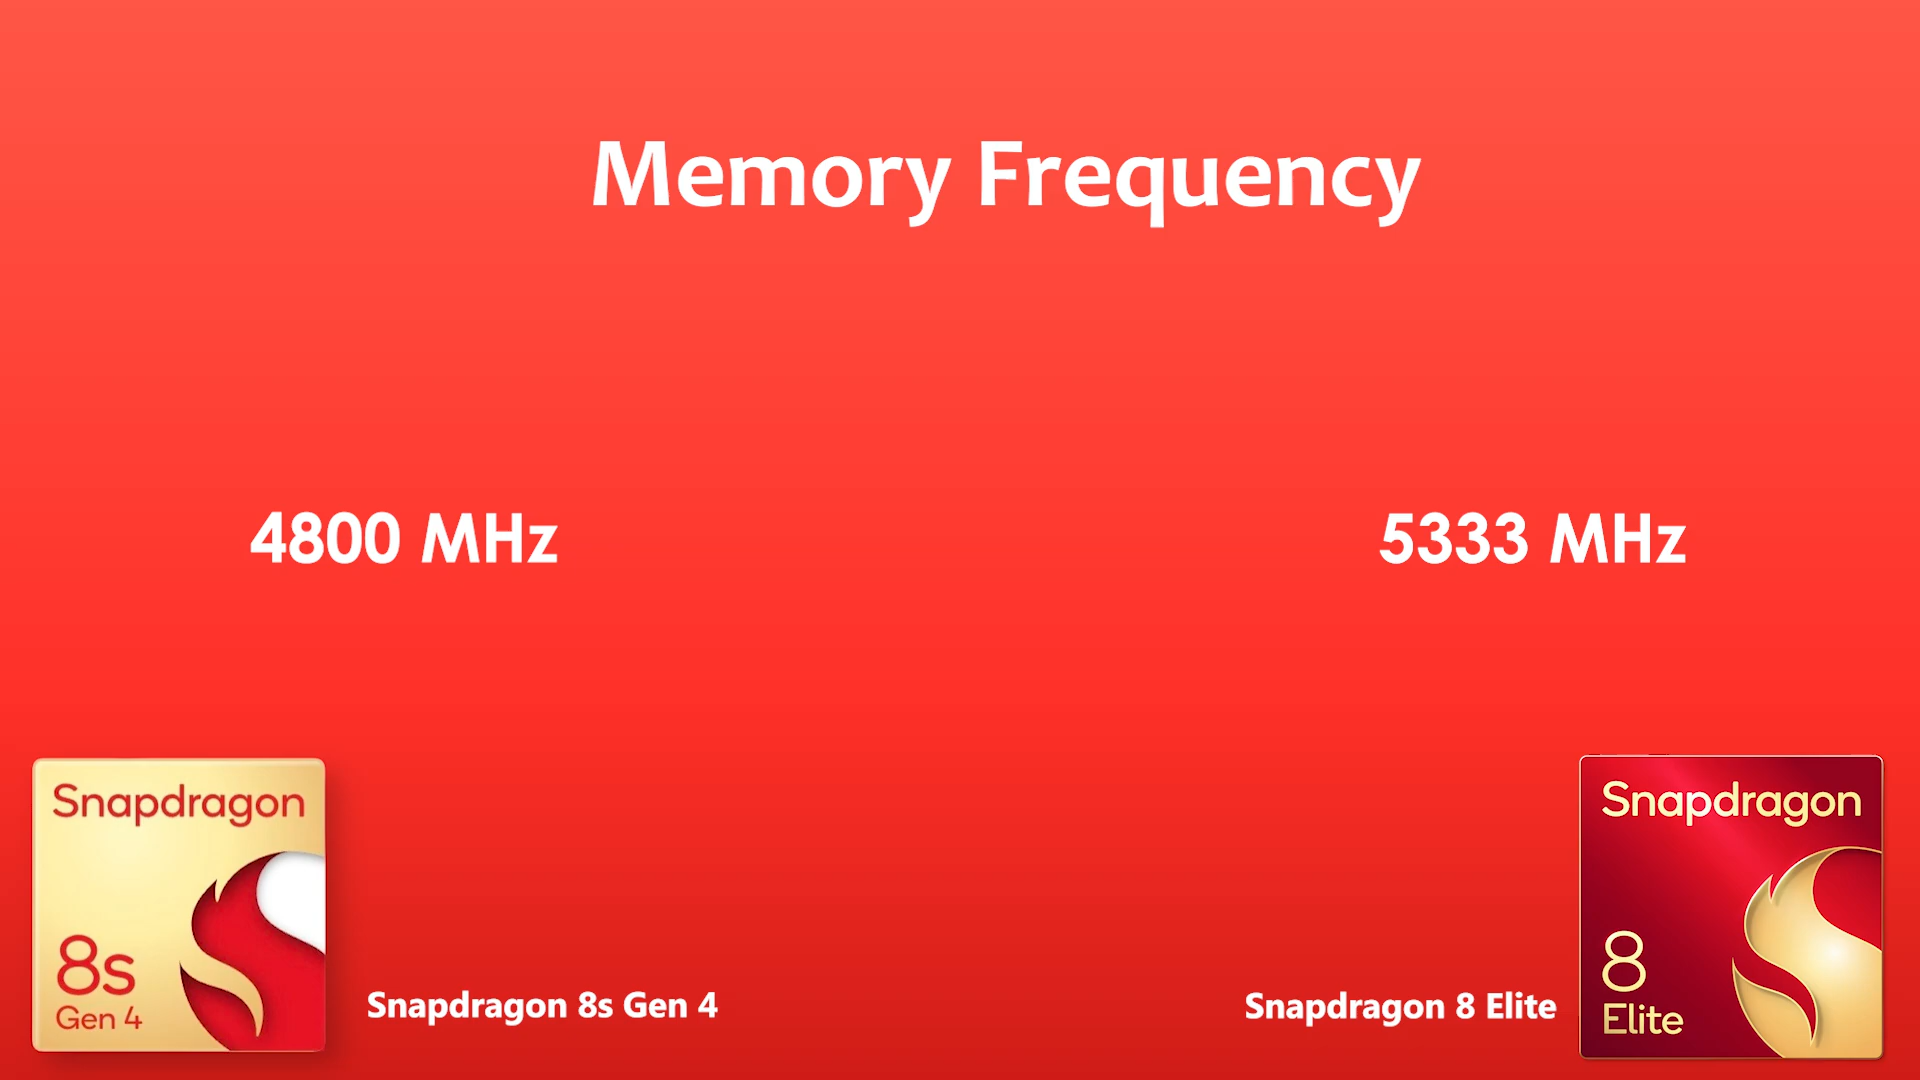 Memory Frequency
4800 MHz
5333 MHz
Snapdragon
8s
Gen 4
Snapdragon 8s Gen 4
Snapdragon 8 Elite
Snapdragon
8
Elite